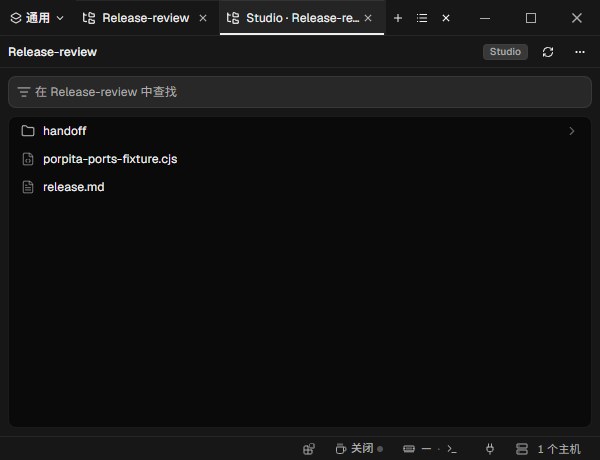 通用 Release-review Studio · Release-re...
Release-review Studio
在 Release-review 中查找
handoff
porpita-ports-fixture.cjs
release.md
关闭 — · 1 个主机